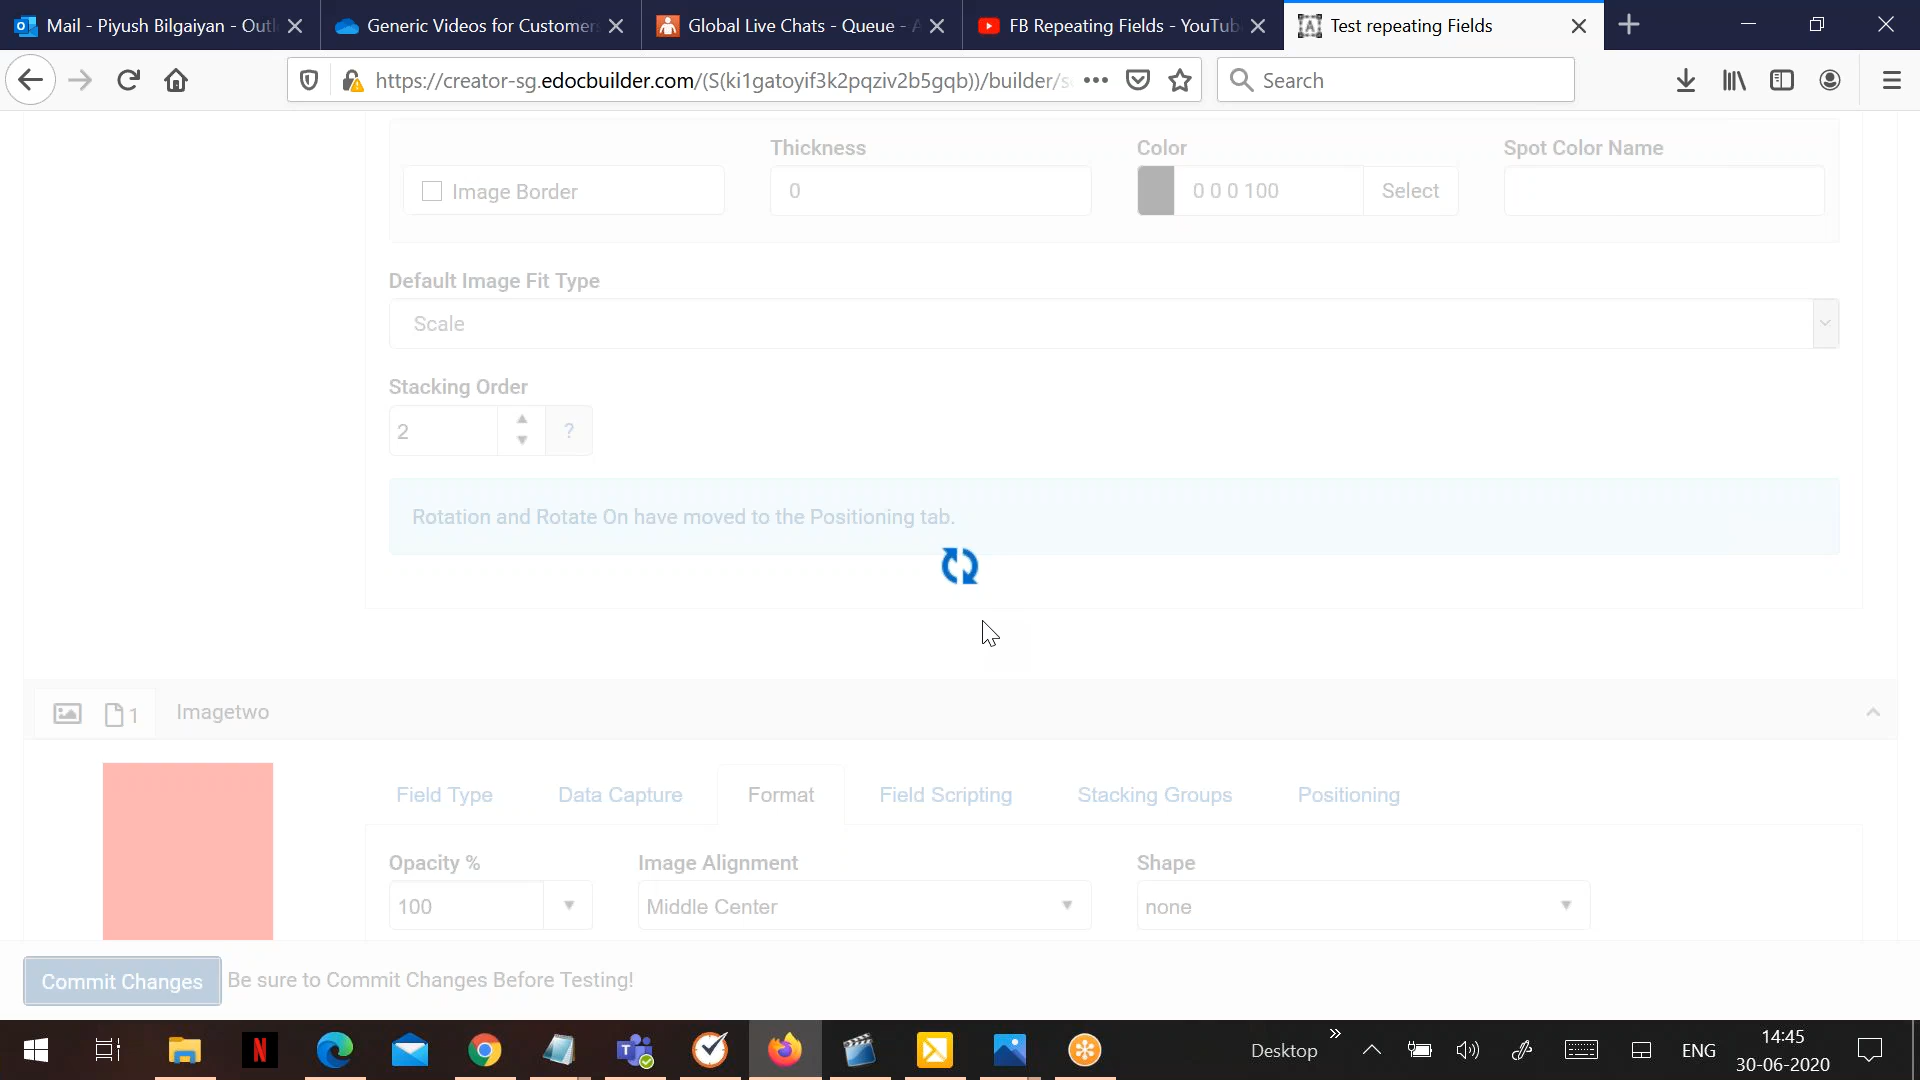 Mail - Piyush Bilgaiyan - Outl
Generic Videos for Customer
Global Live Chats - Queue - A
FB Repeating Fields - YouTub
Test repeating Fields
https://creator-sg.edocbuilder.com/(S(ki1gatoyif3k2pqziv2b5gqb))/builder/s
Search
Thickness
Color
Spot Color Name
Image Border
0
0 0 0 100
Select
Default Image Fit Type
Scale
Stacking Order
2
?
Rotation and Rotate On have moved to the Positioning tab.
1
Imagetwo
Field Type
Data Capture
Format
Field Scripting
Stacking Groups
Positioning
Opacity %
Image Alignment
Shape
100
Middle Center
none
Commit Changes
Be sure to Commit Changes Before Testing!
Desktop
ENG
14:45
30-06-2020